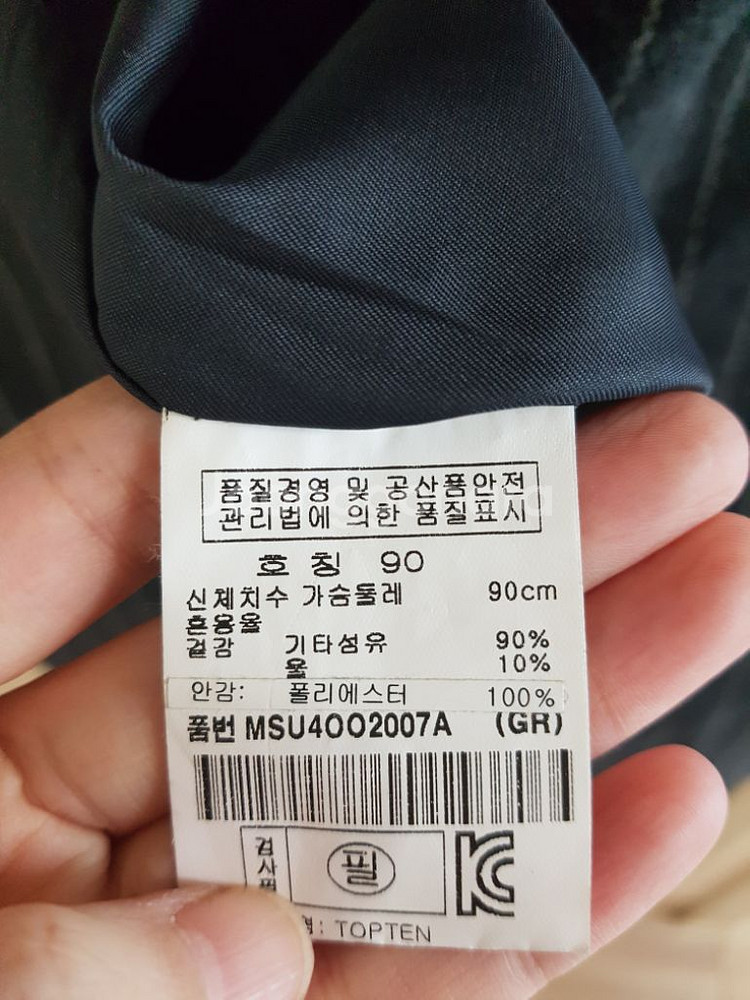 품질경영 및 공산품안전
관리법에 의한 품질표시
호칭 90
신체치수 가슴둘레 90cm
혼용율
겉감 기타섬유 90%
울 10%
안감: 폴리에스터 100%
품번 MSU4OO2007A (GR)
검사필
필
: TOPTEN